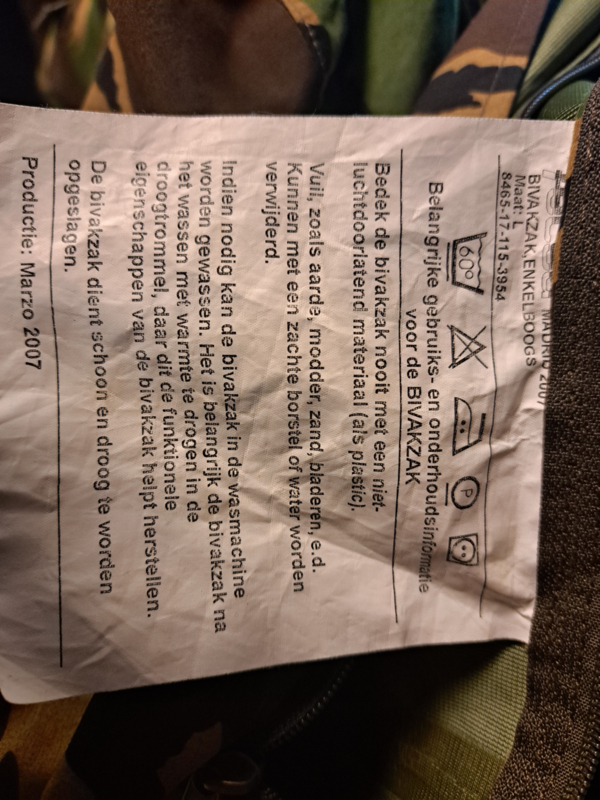 MADRID 2007
BIVAKZAK,ENKELBOOGS
Maat: L
8465-17-115-3954
60°
P
Belangrijke gebruiks- en onderhoudsinformatie
voor de BIVAKZAK
Bedek de bivakzak nooit met een niet-
luchtdoorlatend materiaal (als plastic).
Vuil, zoals aarde, modder, zand, bladeren, e.d.
Kunnen met een zachte borstel of water worden
verwijderd.
Indien nodig kan de bivakzak in de wasmachine
worden gewassen. Het is belangrijk de bivakzak na
het wassen met warmte te drogen in de
droogtrommel, daar dit de funktionele
eigenschappen van de bivakzak helpt herstellen.
De bivakzak dient schoon en droog te worden
opgeslagen.
Productie: Marzo 2007